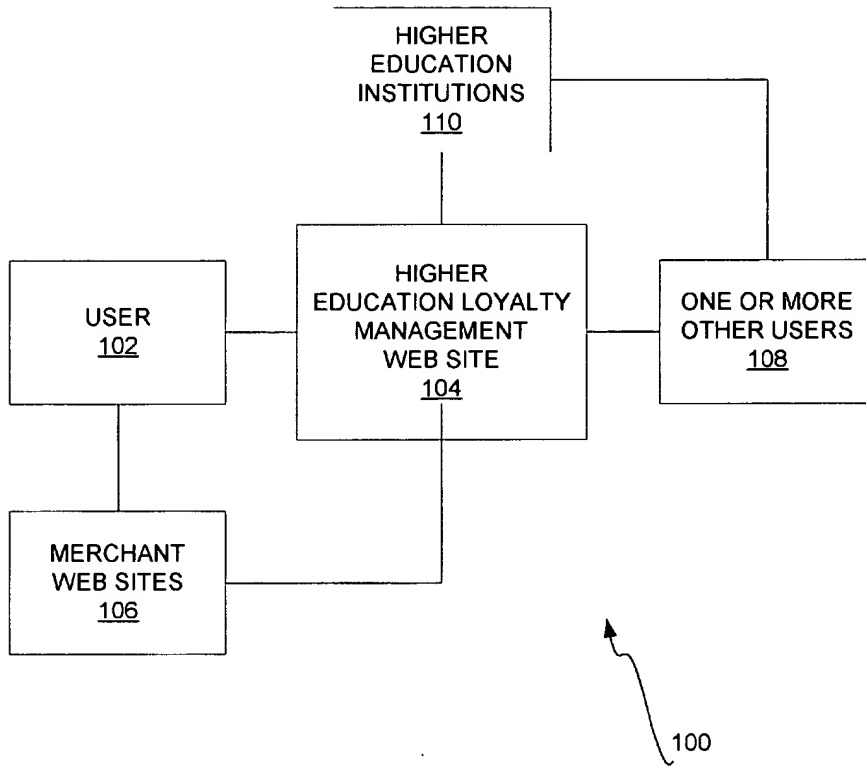 HIGHER
EDUCATION
INSTITUTIONS
110
HIGHER
EDUCATION LOYALTY
MANAGEMENT
WEB SITE
104
USER
102
ONE OR MORE
OTHER USERS
108
MERCHANT
WEB SITES
106
100